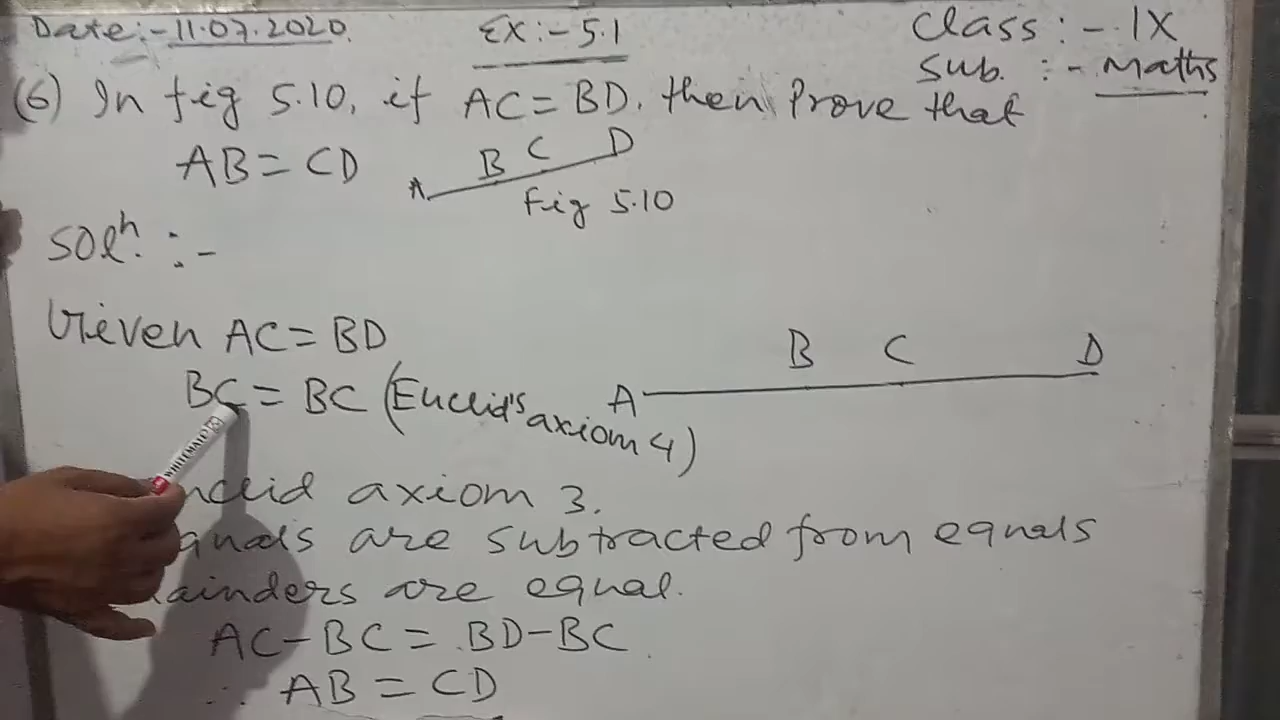 Date:-11.07.2020.
Ex:-5.1
Class:-IX
Sub.:-Maths
(6) In fig 5.10, if AC=BD, then Prove that
AB=CD
A B C D
Fig 5.10
Soln.:-
Given AC=BD
BC=BC (Euclid's axiom 4)
A B C D
WHITEMATE
axiom 3.
are subtracted from equals
are equal.
AC-BC=BD-BC
∴ AB=CD